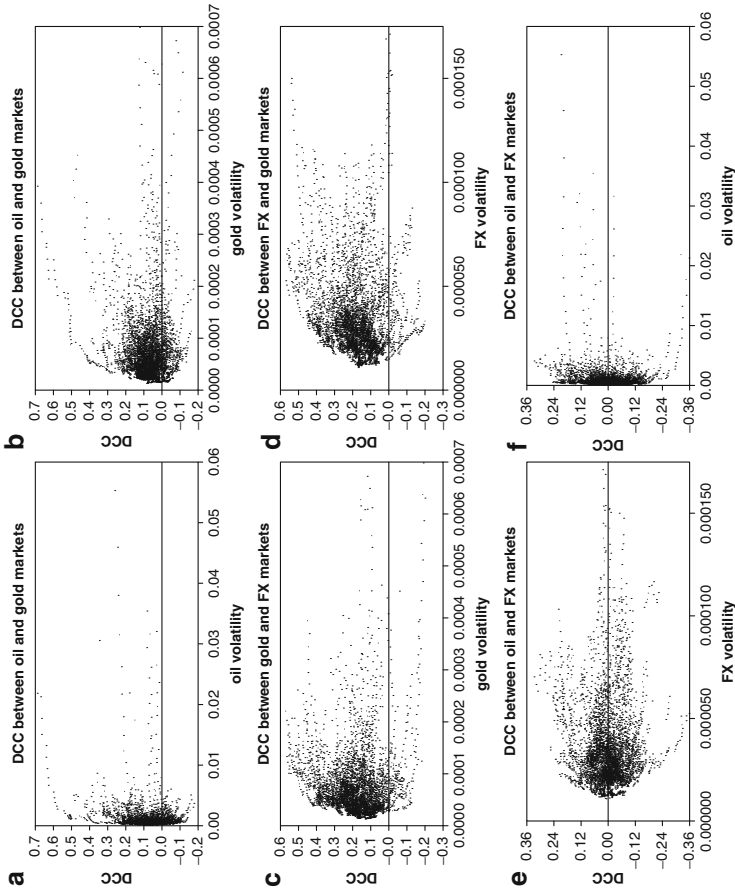 a
DCC between oil and gold markets
DCC
0.7
0.6
0.5
0.4
0.3
0.2
0.1
0.0
−0.1
−0.2
0.00 0.01 0.02 0.03 0.04 0.05 0.06
oil volatility
b
DCC between oil and gold markets
DCC
0.7
0.6
0.5
0.4
0.3
0.2
0.1
0.0
−0.1
−0.2
0.0000 0.0001 0.0002 0.0003 0.0004 0.0005 0.0006 0.0007
gold volatility
c
DCC between gold and FX markets
DCC
0.6
0.5
0.4
0.3
0.2
0.1
0.0
−0.1
−0.2
−0.3
0.0000 0.0001 0.0002 0.0003 0.0004 0.0005 0.0006 0.0007
gold volatility
d
DCC between FX and gold markets
DCC
0.6
0.5
0.4
0.3
0.2
0.1
0.0
−0.1
−0.2
−0.3
0.000000 0.000050 0.000100 0.000150
FX volatility
e
DCC between oil and FX markets
DCC
0.36
0.24
0.12
0.00
−0.12
−0.24
−0.36
0.000000 0.000050 0.000100 0.000150
FX volatility
f
DCC between oil and FX markets
DCC
0.36
0.24
0.12
0.00
−0.12
−0.24
−0.36
0.00 0.01 0.02 0.03 0.04 0.05 0.06
oil volatility